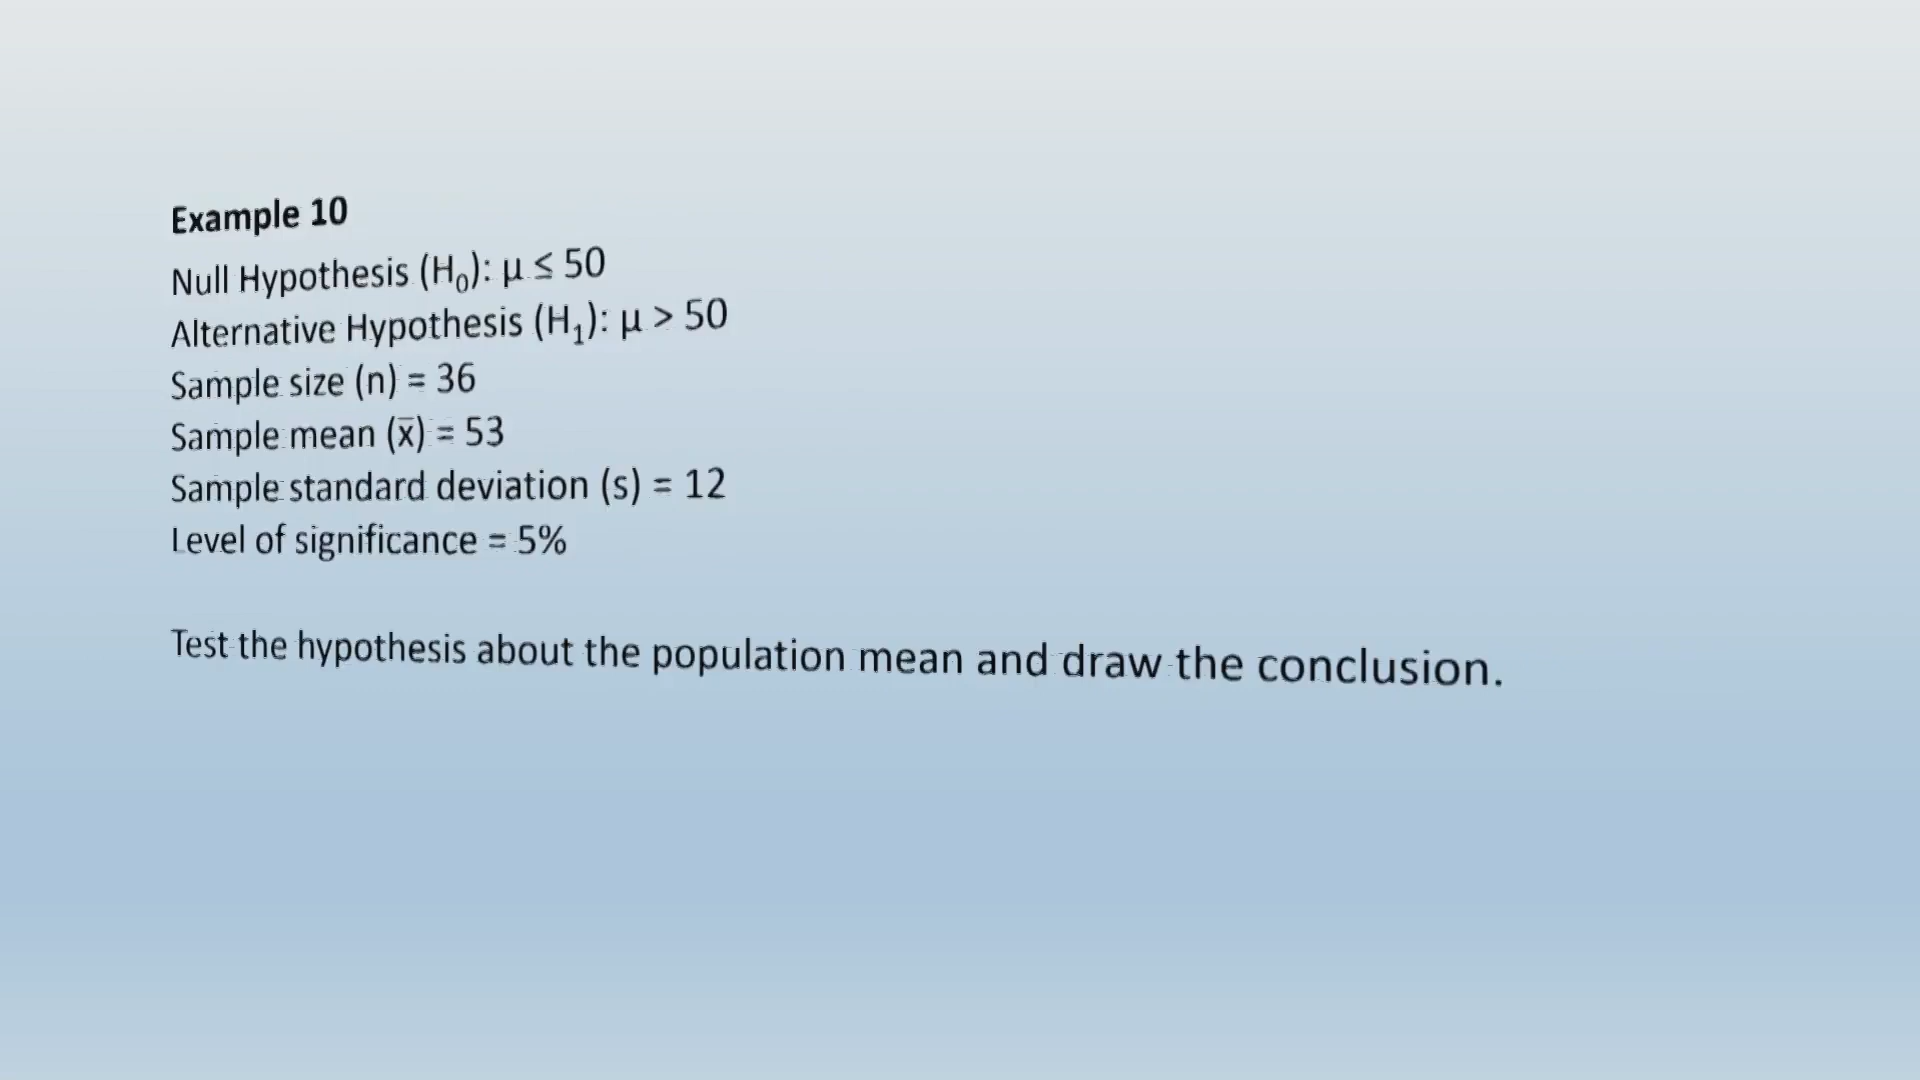 Example 10
Null Hypothesis (H₀): μ ≤ 50
Alternative Hypothesis (H₁): μ > 50
Sample size (n) = 36
Sample mean (x̅) = 53
Sample standard deviation (s) = 12
Level of significance = 5%
Test the hypothesis about the population mean and draw the conclusion.